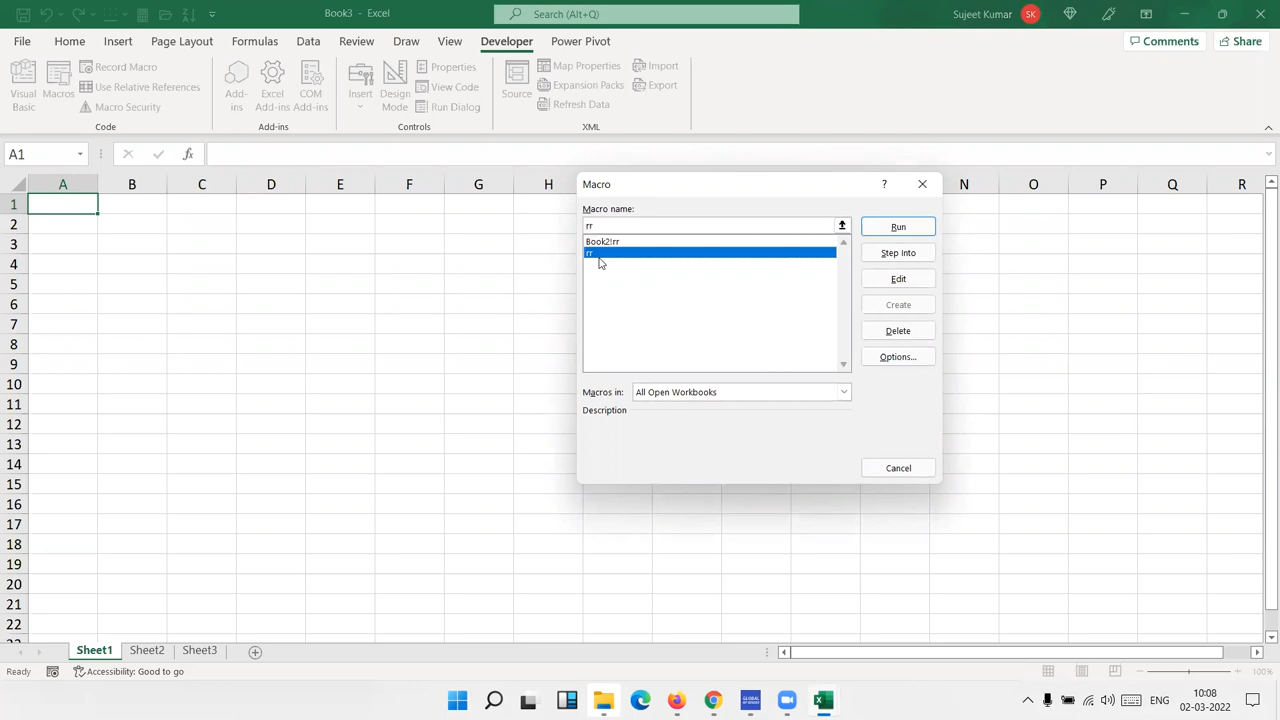 Book3 - Excel
Search (Alt+Q)
Sujeet Kumar
SK
File
Home
Insert
Page Layout
Formulas
Data
Review
Draw
View
Developer
Power Pivot
Comments
Share
Visual Basic
Macros
Record Macro
Use Relative References
Macro Security
Code
Add-ins
Excel Add-ins
COM Add-ins
Add-ins
Insert
Design Mode
Properties
View Code
Run Dialog
Controls
Source
Map Properties
Expansion Packs
Refresh Data
Import
Export
XML
A1
fx
A B C D E F G H N O P Q R
1
2
3
4
5
6
7
8
9
10
11
12
13
14
15
16
17
18
19
20
21
22
Macro
?
Macro name:
rr
Book2!rr
rr
Run
Step Into
Edit
Create
Delete
Options...
Macros in:
All Open Workbooks
Description
Cancel
Sheet1
Sheet2
Sheet3
Ready
Accessibility: Good to go
100%
ENG
10:08
02-03-2022